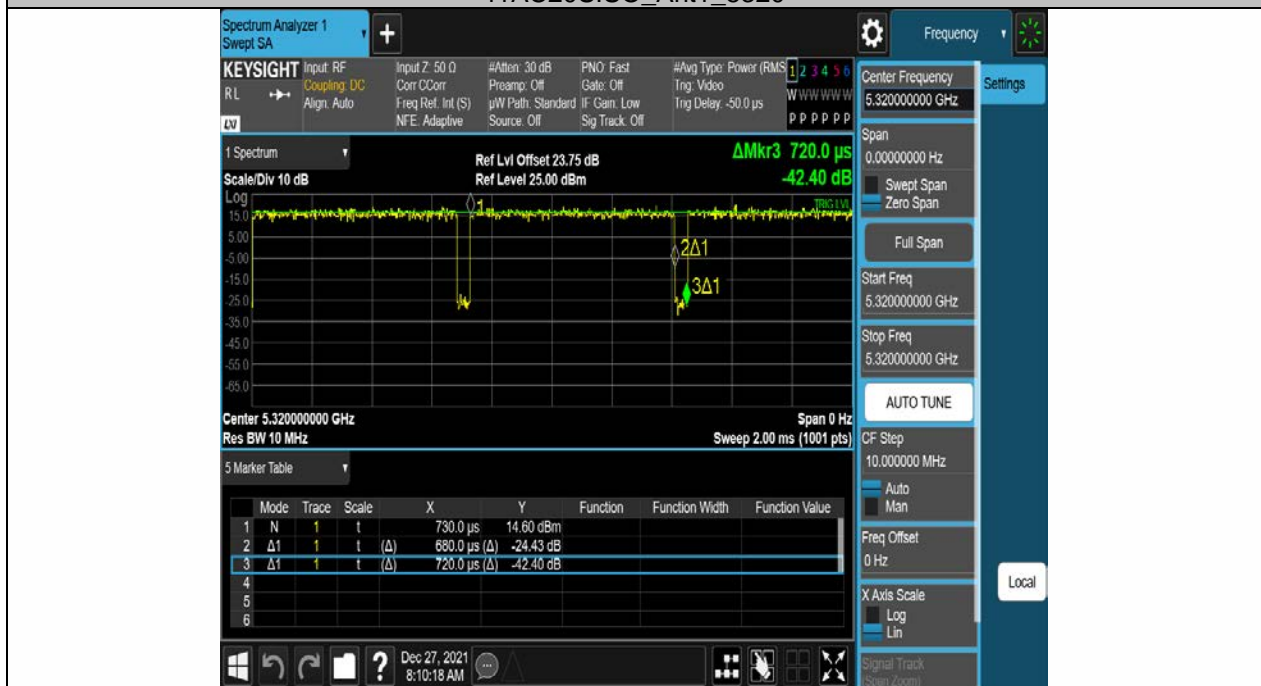 Spectrum Analyzer 1
Swept SA
+
Frequency
KEYSIGHT
RL
LXI
Input: RF
Coupling: DC
Align: Auto
Input Z: 50 Ω
Corr CCorr
Freq Ref: Int (S)
NFE: Adaptive
#Atten: 30 dB
Preamp: Off
µW Path: Standard
Source: Off
PNO: Fast
Gate: Off
IF Gain: Low
Sig Track: Off
#Avg Type: Power (RMS
Trig: Video
Trig Delay: -50.0 µs
1 2 3 4 5 6
W W W W W W
P P P P P P
1 Spectrum
Scale/Div 10 dB
Ref Lvl Offset 23.75 dB
Ref Level 25.00 dBm
ΔMkr3 720.0 µs
-42.40 dB
Log
TRIG LVL
15.0
5.00
-5.00
-15.0
-25.0
-35.0
-45.0
-55.0
-65.0
1
2Δ1
3Δ1
Center 5.320000000 GHz
Res BW 10 MHz
Span 0 Hz
Sweep 2.00 ms (1001 pts)
5 Marker Table
Mode Trace Scale X Y Function Function Width Function Value
1 N 1 t 730.0 µs 14.60 dBm
2 Δ1 1 t (Δ) 680.0 µs (Δ) -24.43 dB
3 Δ1 1 t (Δ) 720.0 µs (Δ) -42.40 dB
4
5
6
?
Dec 27, 2021
8:10:18 AM
Center Frequency
5.320000000 GHz
Settings
Span
0.00000000 Hz
Swept Span
Zero Span
Full Span
Start Freq
5.320000000 GHz
Stop Freq
5.320000000 GHz
AUTO TUNE
CF Step
10.000000 MHz
Auto
Man
Freq Offset
0 Hz
X Axis Scale
Log
Lin
Local
Signal Track
(Span Zoom)